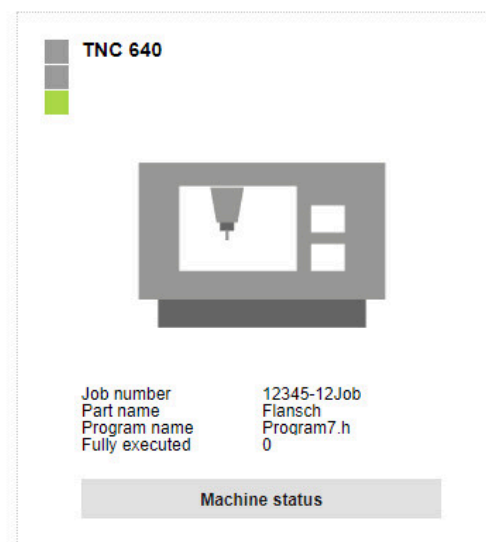 TNC 640
Job number 12345-12Job
Part name Flansch
Program name Program7.h
Fully executed 0
Machine status